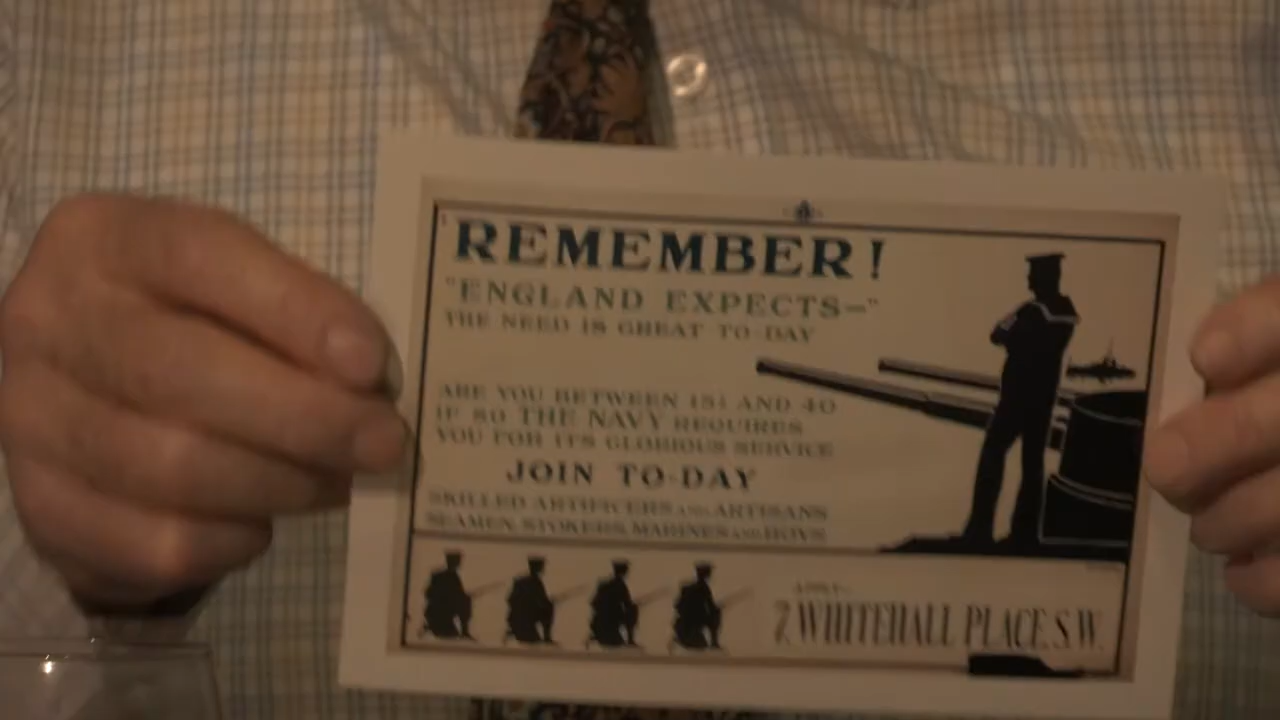 REMEMBER!
"ENGLAND EXPECTS—"
THE NEED IS GREAT TO-DAY
ARE YOU BETWEEN 15½ AND 40
IF SO THE NAVY REQUIRES
YOU FOR ITS GLORIOUS SERVICE
JOIN TO-DAY
SKILLED ARTIFICERS AND ARTISANS
SEAMEN, STOKERS, MARINES AND BOYS
APPLY—
7, WHITEHALL PLACE, S.W.